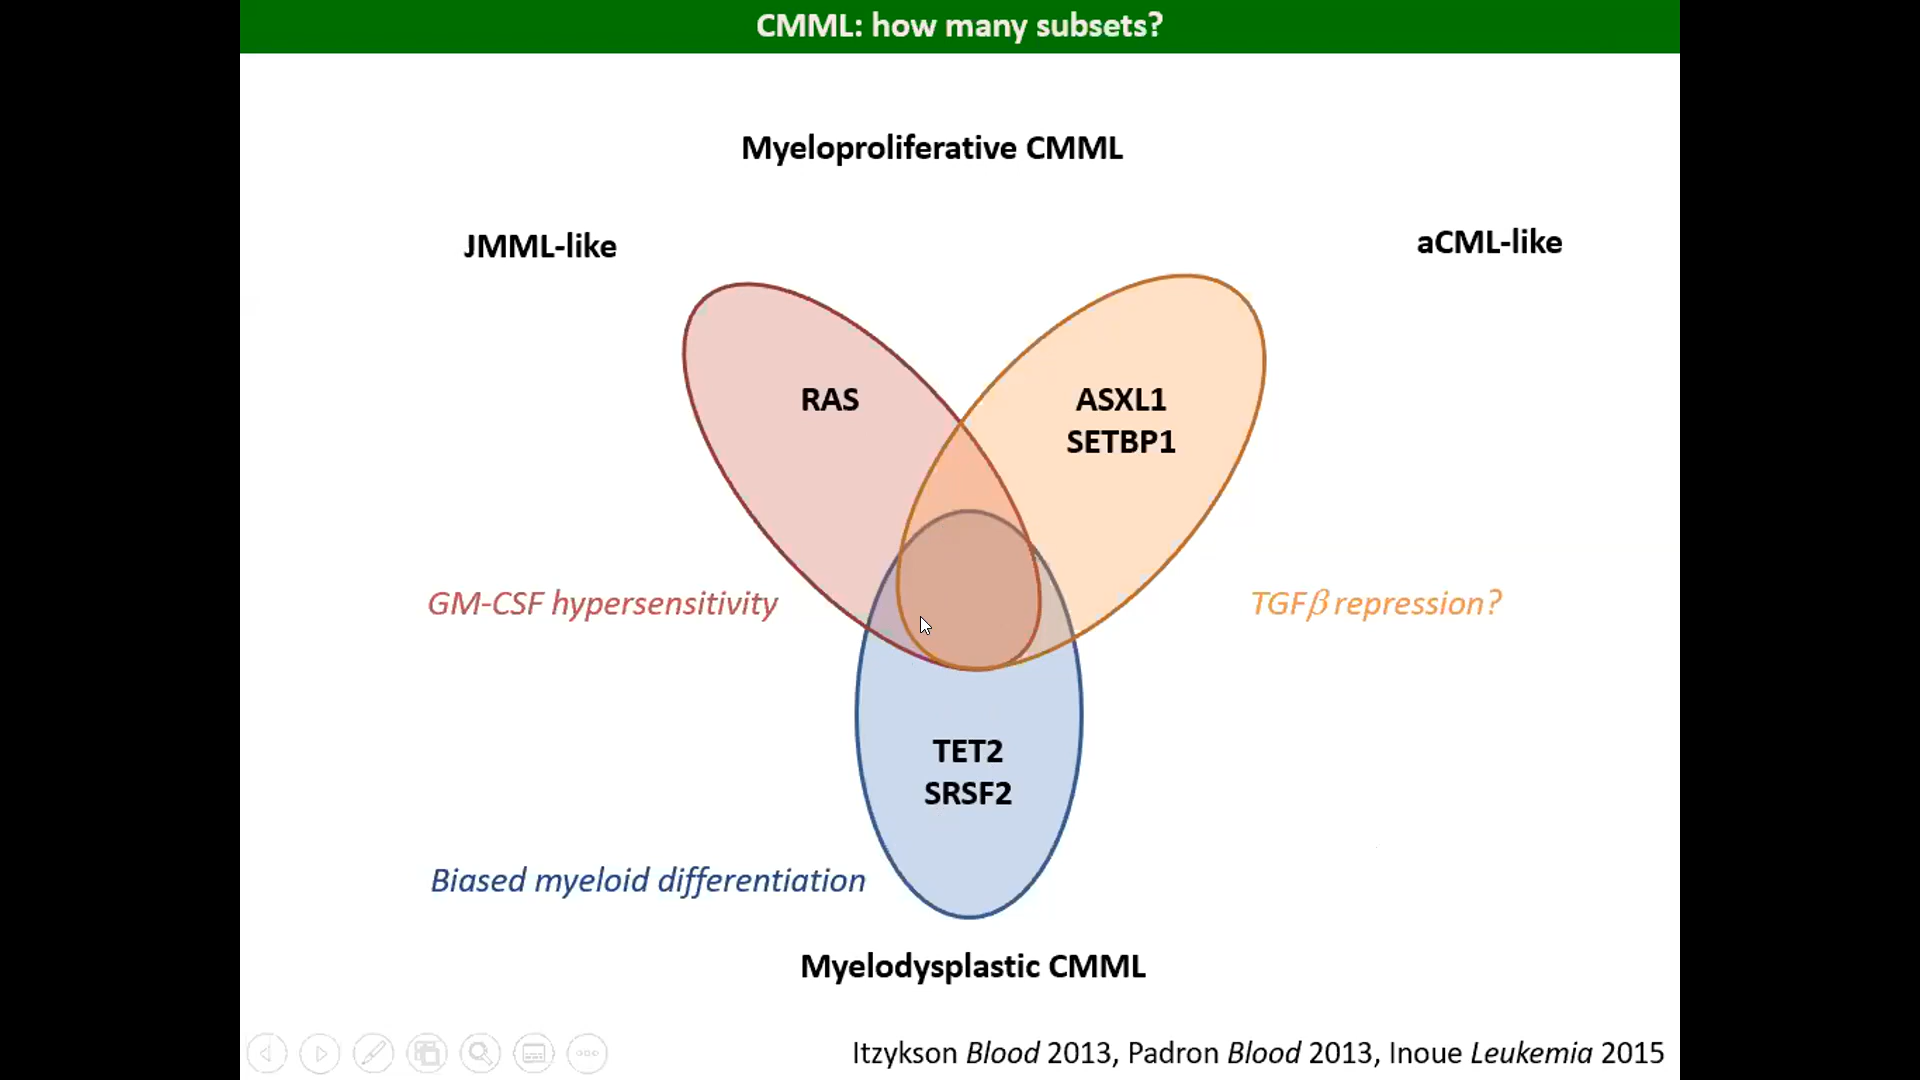 CMML: how many subsets?
Myeloproliferative CMML
JMML-like
aCML-like
RAS
ASXL1
SETBP1
GM-CSF hypersensitivity
TGFβ repression?
TET2
SRSF2
Biased myeloid differentiation
Myelodysplastic CMML
Itzykson Blood 2013, Padron Blood 2013, Inoue Leukemia 2015